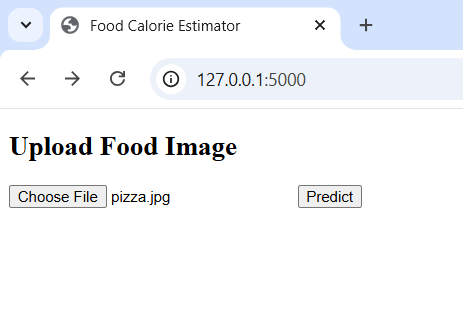 Food Calorie Estimator
127.0.0.1:5000
Upload Food Image
Choose File pizza.jpg Predict